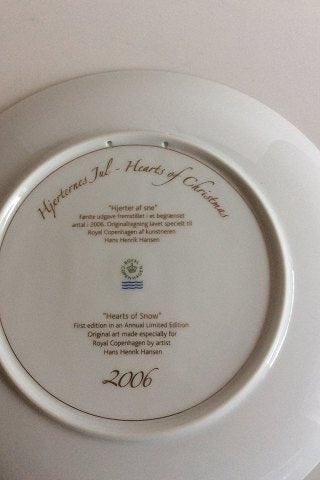 Hjerternes Jul - Hearts of Christmas
"Hjerter af sne"
Første udgave fremstillet i et begrænset
antal i 2006. Originaltegning lavet specielt til
Royal Copenhagen af kunstneren
Hans Henrik Hansen
ROYAL
COPENHAGEN
"Hearts of Snow"
First edition in an Annual Limited Edition
Original art made especially for
Royal Copenhagen by artist
Hans Henrik Hansen
2006